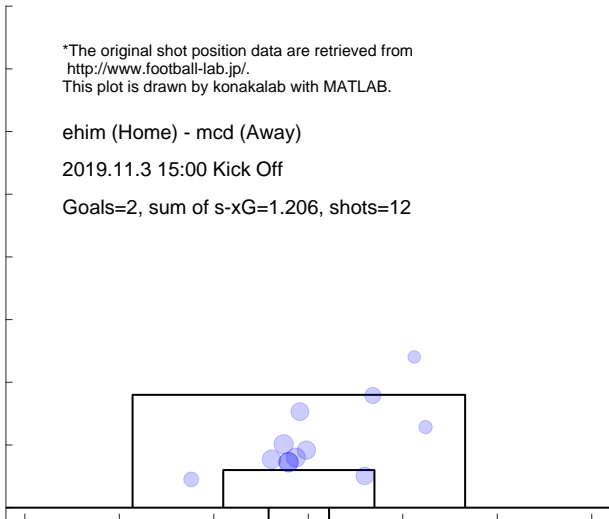 *The original shot position data are retrieved from
http://www.football-lab.jp/.
This plot is drawn by konakalab with MATLAB.
ehim (Home) - mcd (Away)
2019.11.3 15:00 Kick Off
Goals=2, sum of s-xG=1.206, shots=12